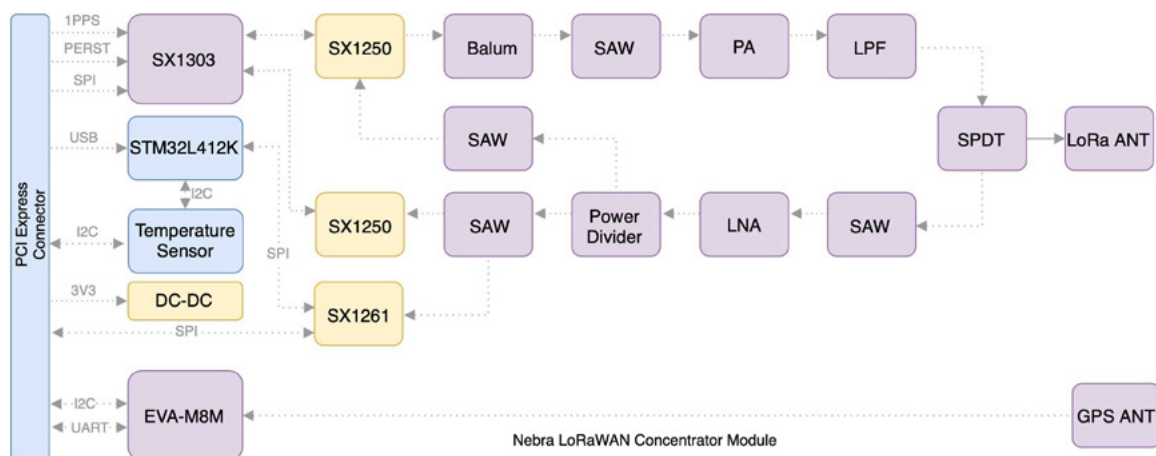 1PPS
PERST
SPI
SX1303
SX1250
Balum
SAW
PA
LPF
USB
STM32L412K
SAW
SPDT
LoRa ANT
I2C
PCI Express
Connector
I2C
Temperature
Sensor
SPI
SX1250
SAW
Power
Divider
LNA
SAW
3V3
DC-DC
SX1261
SPI
I2C
UART
EVA-M8M
GPS ANT
Nebra LoRaWAN Concentrator Module